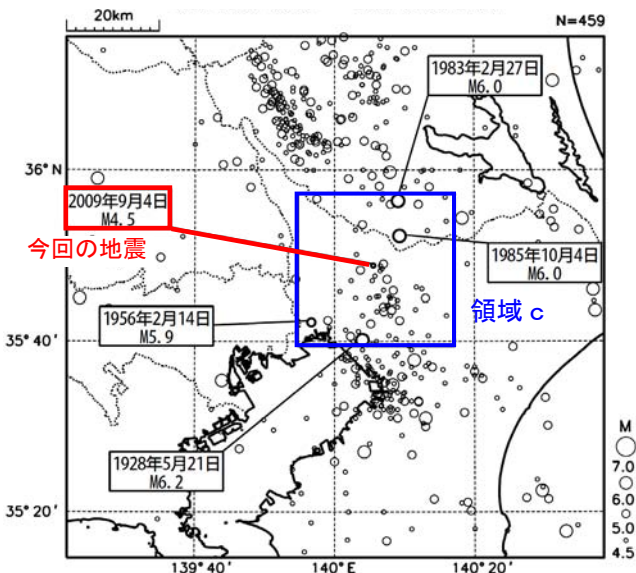 20km
N=459
1983年2月27日
M6.0
36°N
2009年9月4日
M4.5
今回の地震
1985年10月4日
M6.0
領域c
1956年2月14日
M5.9
35°40′
1928年5月21日
M6.2
M
7.0
6.0
5.0
4.5
35°20′
139°40′
140°E
140°20′